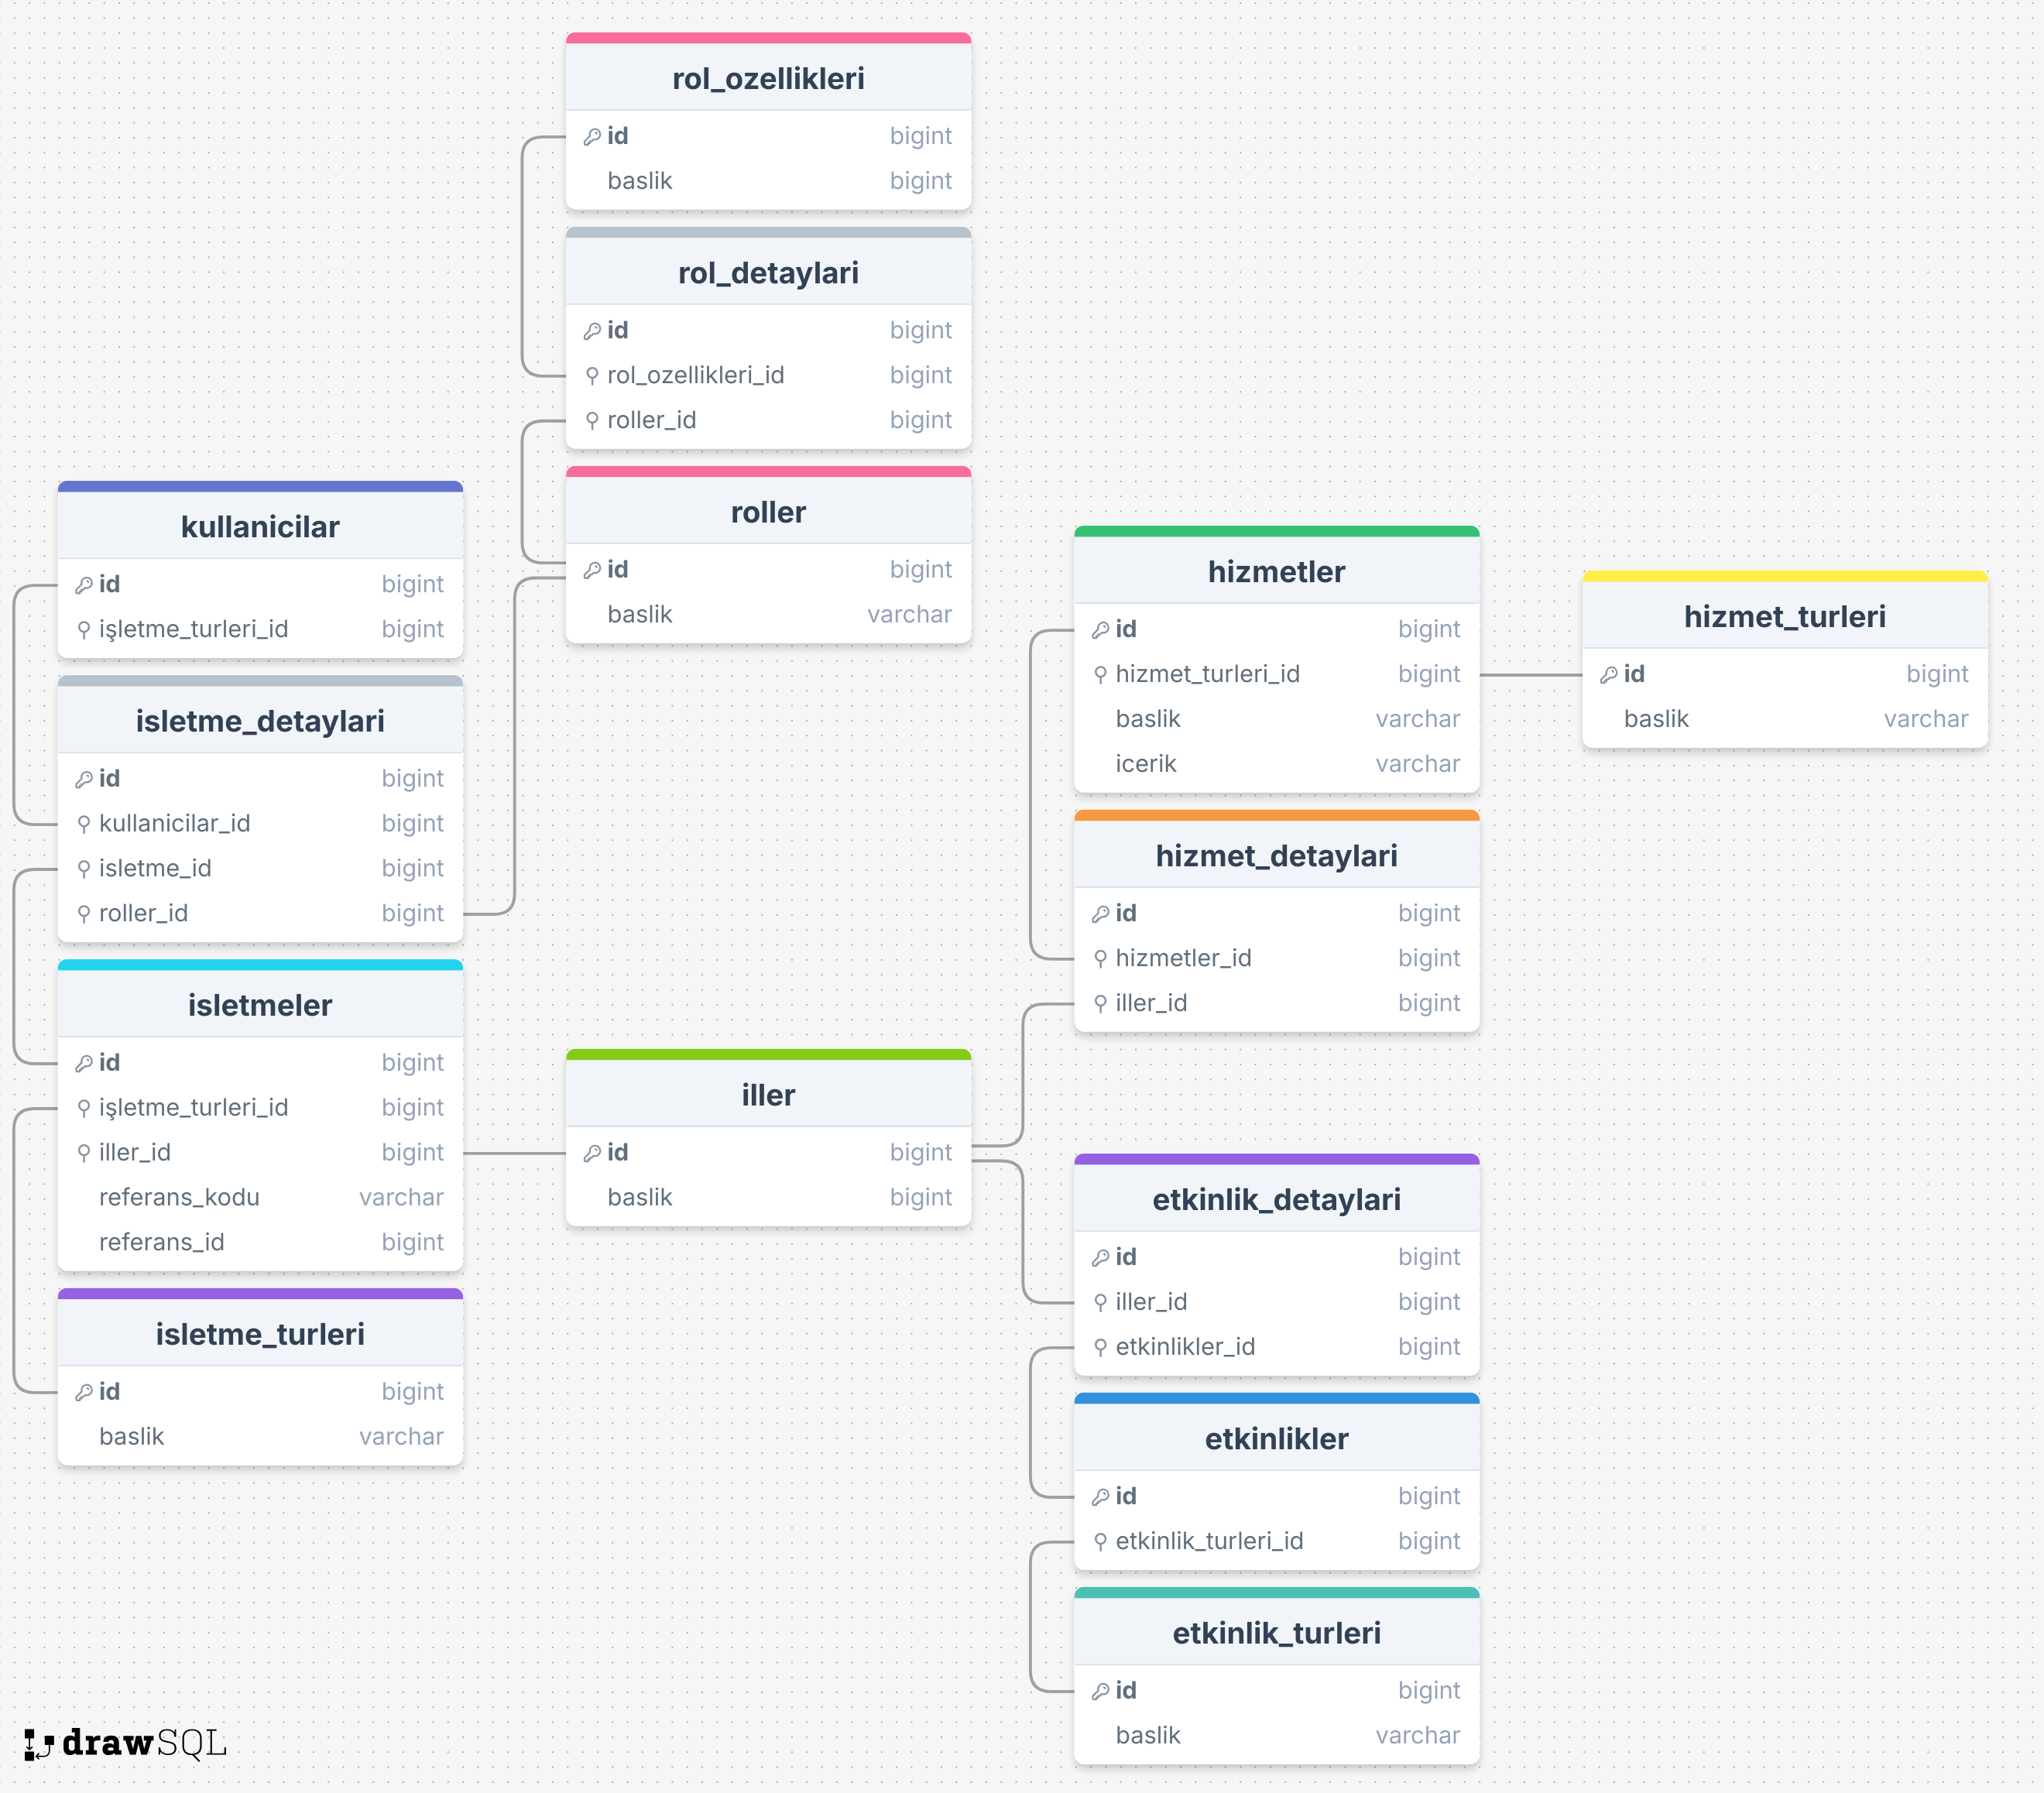 rol_ozellikleri
id bigint
baslik bigint
rol_detaylari
id bigint
rol_ozellikleri_id bigint
roller_id bigint
roller
id bigint
baslik varchar
kullanicilar
id bigint
işletme_turleri_id bigint
isletme_detaylari
id bigint
kullanicilar_id bigint
isletme_id bigint
roller_id bigint
isletmeler
id bigint
işletme_turleri_id bigint
iller_id bigint
referans_kodu varchar
referans_id bigint
isletme_turleri
id bigint
baslik varchar
iller
id bigint
baslik bigint
hizmetler
id bigint
hizmet_turleri_id bigint
baslik varchar
icerik varchar
hizmet_turleri
id bigint
baslik varchar
hizmet_detaylari
id bigint
hizmetler_id bigint
iller_id bigint
etkinlik_detaylari
id bigint
iller_id bigint
etkinlikler_id bigint
etkinlikler
id bigint
etkinlik_turleri_id bigint
etkinlik_turleri
id bigint
baslik varchar
drawSQL